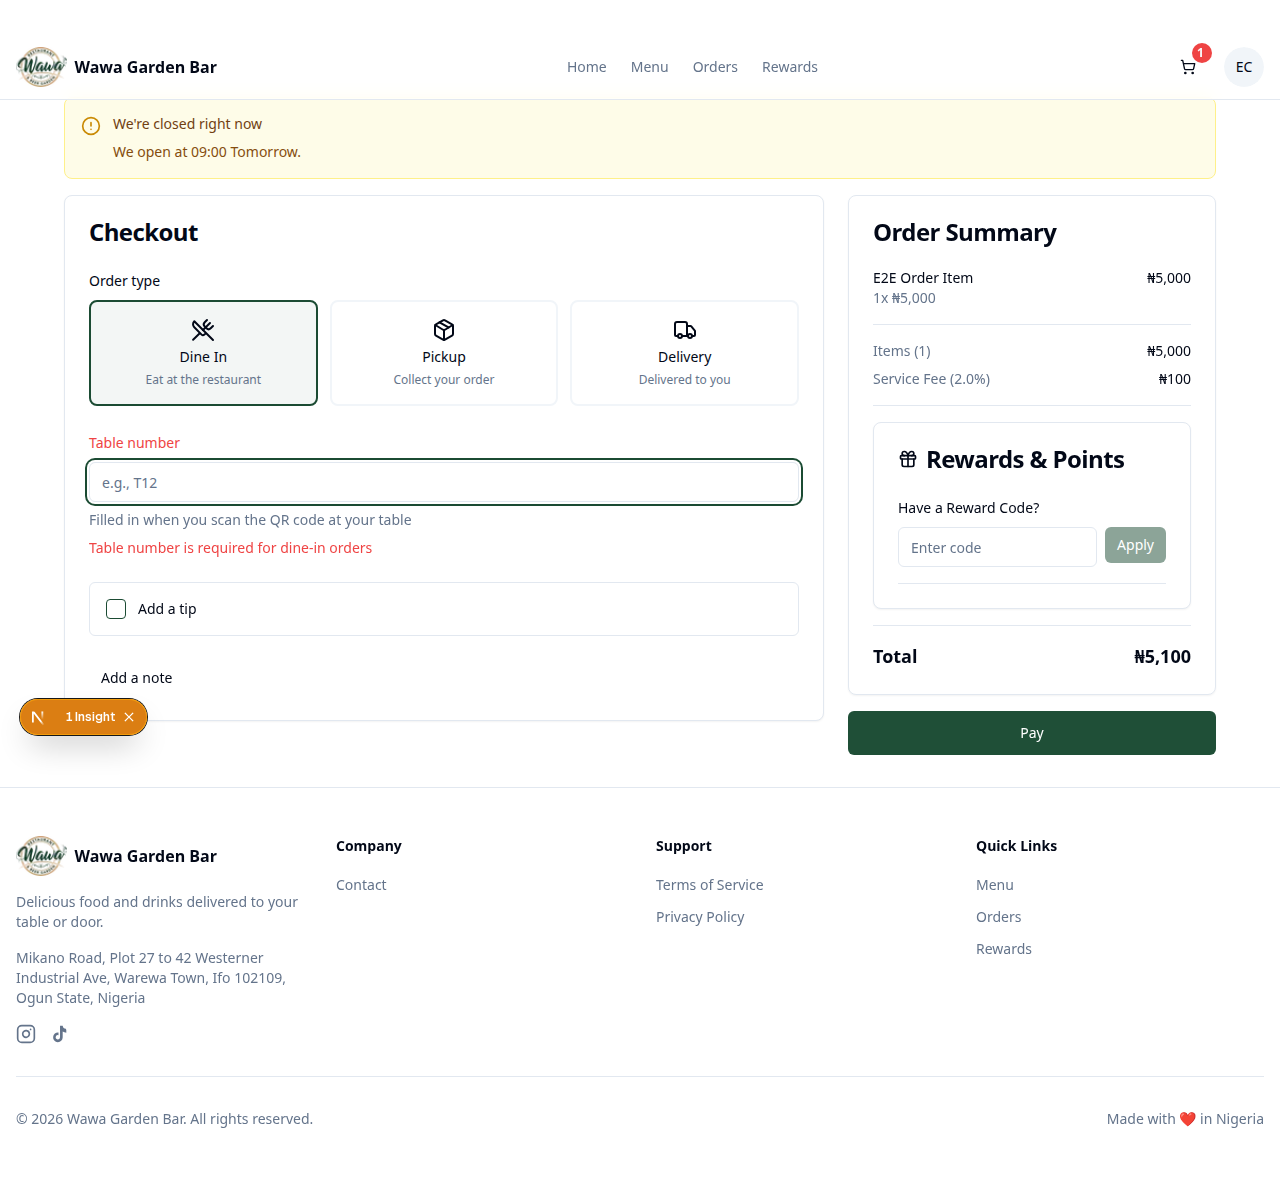 Wawa Wawa Garden Bar
Home Menu Orders Rewards
1
EC
We're closed right now
We open at 09:00 Tomorrow.
Checkout
Order type
Dine In
Eat at the restaurant
Pickup
Collect your order
Delivery
Delivered to you
Table number
e.g., T12
Filled in when you scan the QR code at your table
Table number is required for dine-in orders
Add a tip
Add a note
1 Insight
Order Summary
E2E Order Item ₦5,000
1x ₦5,000
Items (1) ₦5,000
Service Fee (2.0%) ₦100
Rewards & Points
Have a Reward Code?
Enter code Apply
Total ₦5,100
Pay
Wawa Wawa Garden Bar
Delicious food and drinks delivered to your
table or door.
Mikano Road, Plot 27 to 42 Westerner
Industrial Ave, Warewa Town, Ifo 102109,
Ogun State, Nigeria
Company
Contact
Support
Terms of Service
Privacy Policy
Quick Links
Menu
Orders
Rewards
© 2026 Wawa Garden Bar. All rights reserved.
Made with ❤️ in Nigeria